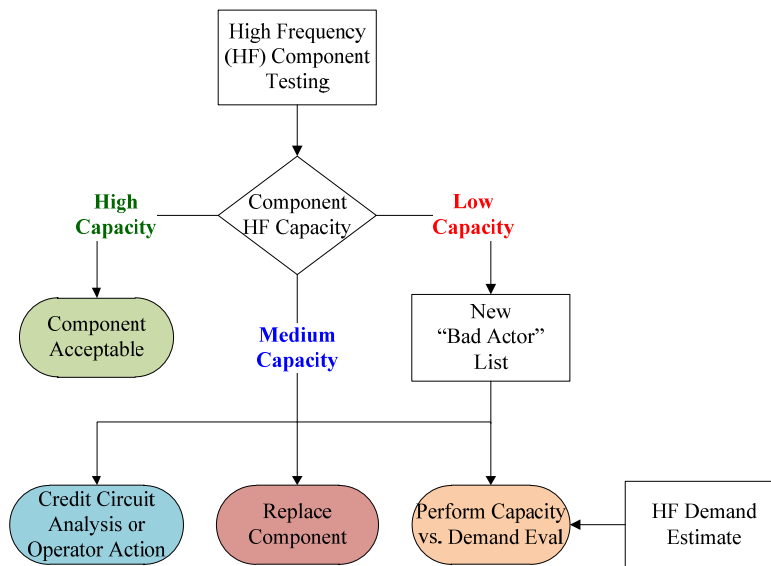 High Frequency
(HF) Component
Testing
Component
HF Capacity
High
Capacity
Low
Capacity
Component
Acceptable
Medium
Capacity
New
“Bad Actor”
List
Credit Circuit
Analysis or
Operator Action
Replace
Component
Perform Capacity
vs. Demand Eval
HF Demand
Estimate